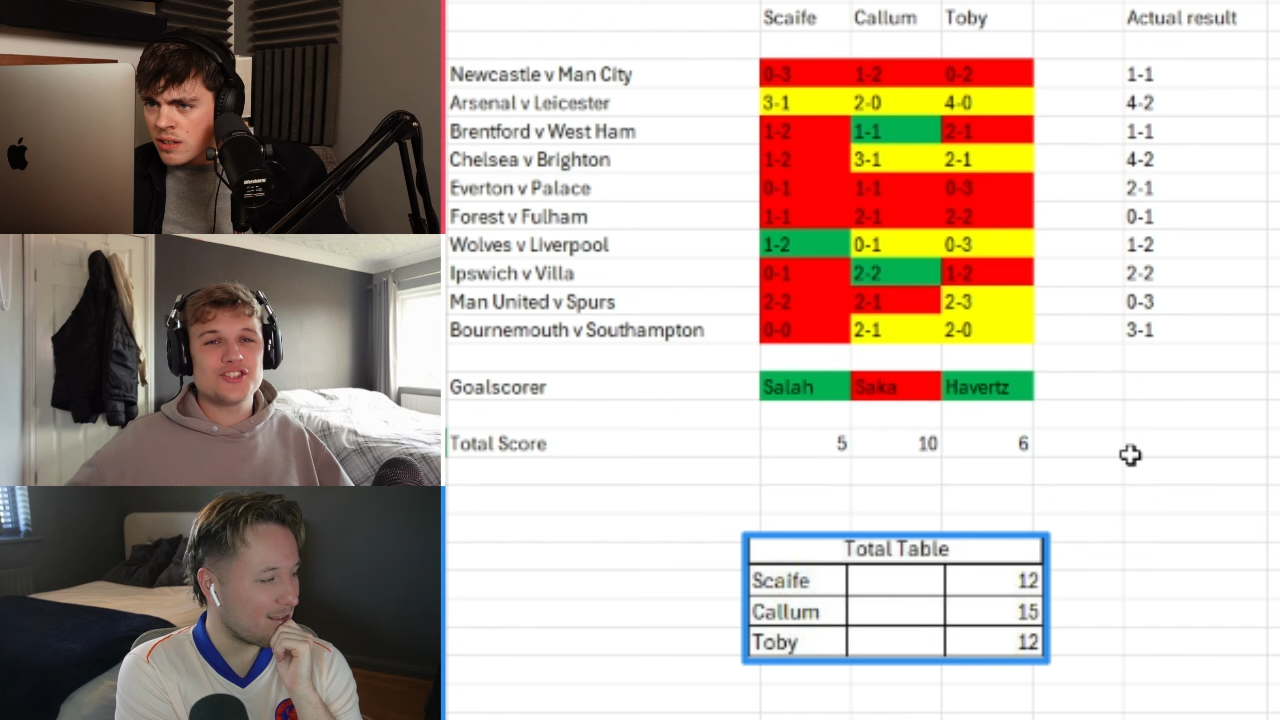 Scaife Callum Toby Actual result
Newcastle v Man City 0-3 1-2 0-2 1-1
Arsenal v Leicester 3-1 2-0 4-0 4-2
Brentford v West Ham 1-2 1-1 2-1 1-1
Chelsea v Brighton 1-2 3-1 2-1 4-2
Everton v Palace 0-1 1-1 0-3 2-1
Forest v Fulham 1-1 2-1 2-2 0-1
Wolves v Liverpool 1-2 0-1 0-3 1-2
Ipswich v Villa 0-1 2-2 1-2 2-2
Man United v Spurs 2-2 2-1 2-3 0-3
Bournemouth v Southampton 0-0 2-1 2-0 3-1
Goalscorer Salah Saka Havertz
Total Score 5 10 6
Total Table
Scaife 12
Callum 15
Toby 12